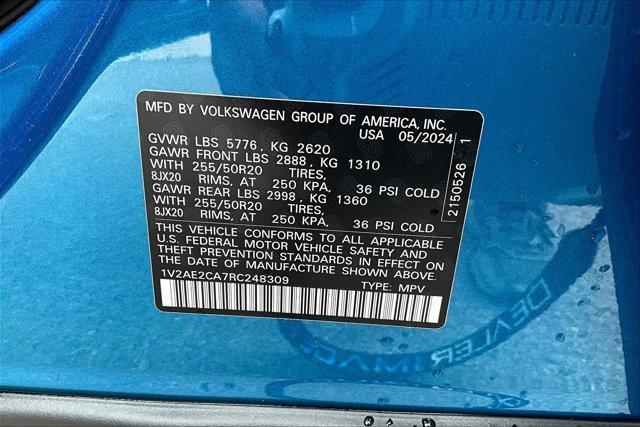 MFD BY VOLKSWAGEN GROUP OF AMERICA, INC.
USA 05/2024
GVWR LBS 5776, KG 2620
GAWR FRONT LBS 2888, KG 1310
WITH 255/50R20 TIRES,
8JX20 RIMS, AT 250 KPA, 36 PSI COLD
GAWR REAR LBS 2998, KG 1360
WITH 255/50R20 TIRES,
8JX20 RIMS, AT 250 KPA, 36 PSI COLD
THIS VEHICLE CONFORMS TO ALL APPLICABLE
U.S. FEDERAL MOTOR VEHICLE SAFETY AND
THEFT PREVENTION STANDARDS IN EFFECT ON
THE DATE OF MANUFACTURE SHOWN ABOVE.
1V2AE2CA7RC248309 TYPE: MPV
2150526 1
DEALER IMAGE